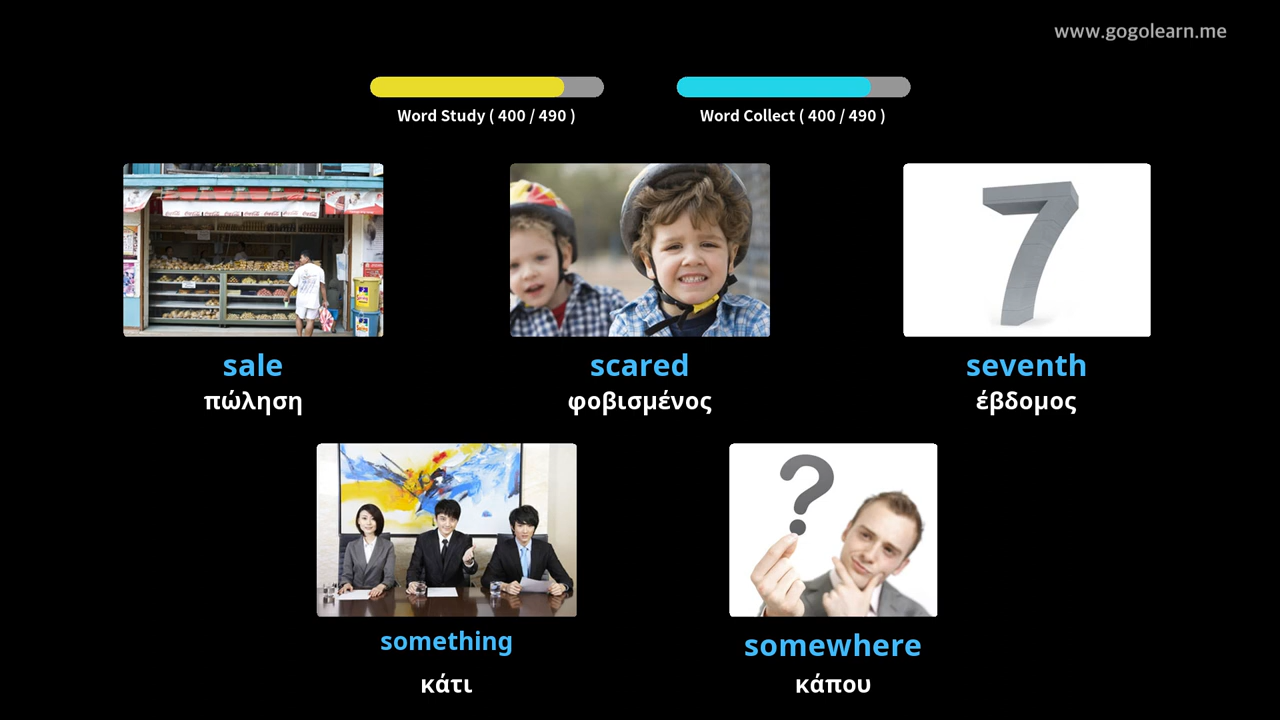 www.gogolearn.me
Word Study ( 400 / 490 )
Word Collect ( 400 / 490 )
sale
πώληση
scared
φοβισμένος
7
seventh
έβδομος
something
κάτι
?
somewhere
κάπου